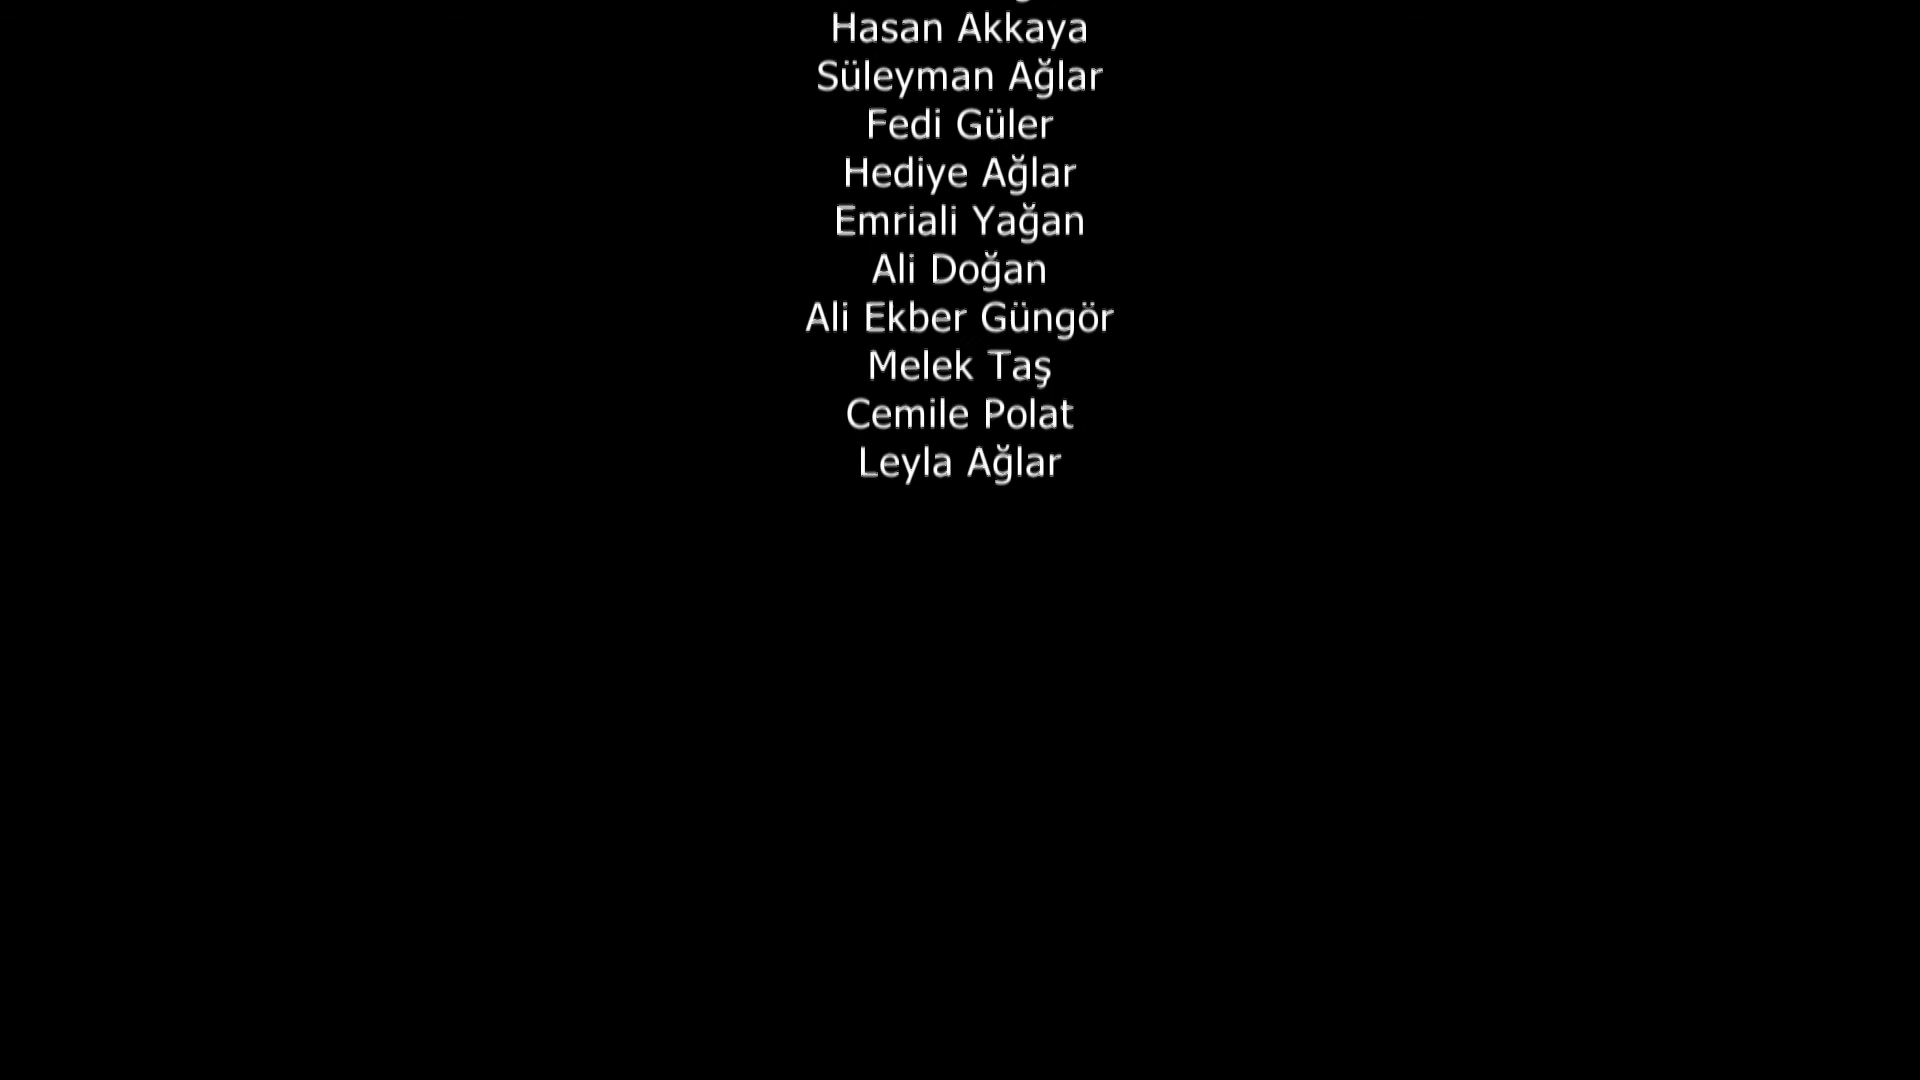 Hasan Akkaya
Süleyman Ağlar
Fedi Güler
Hediye Ağlar
Emriali Yağan
Ali Doğan
Ali Ekber Güngör
Melek Taş
Cemile Polat
Leyla Ağlar